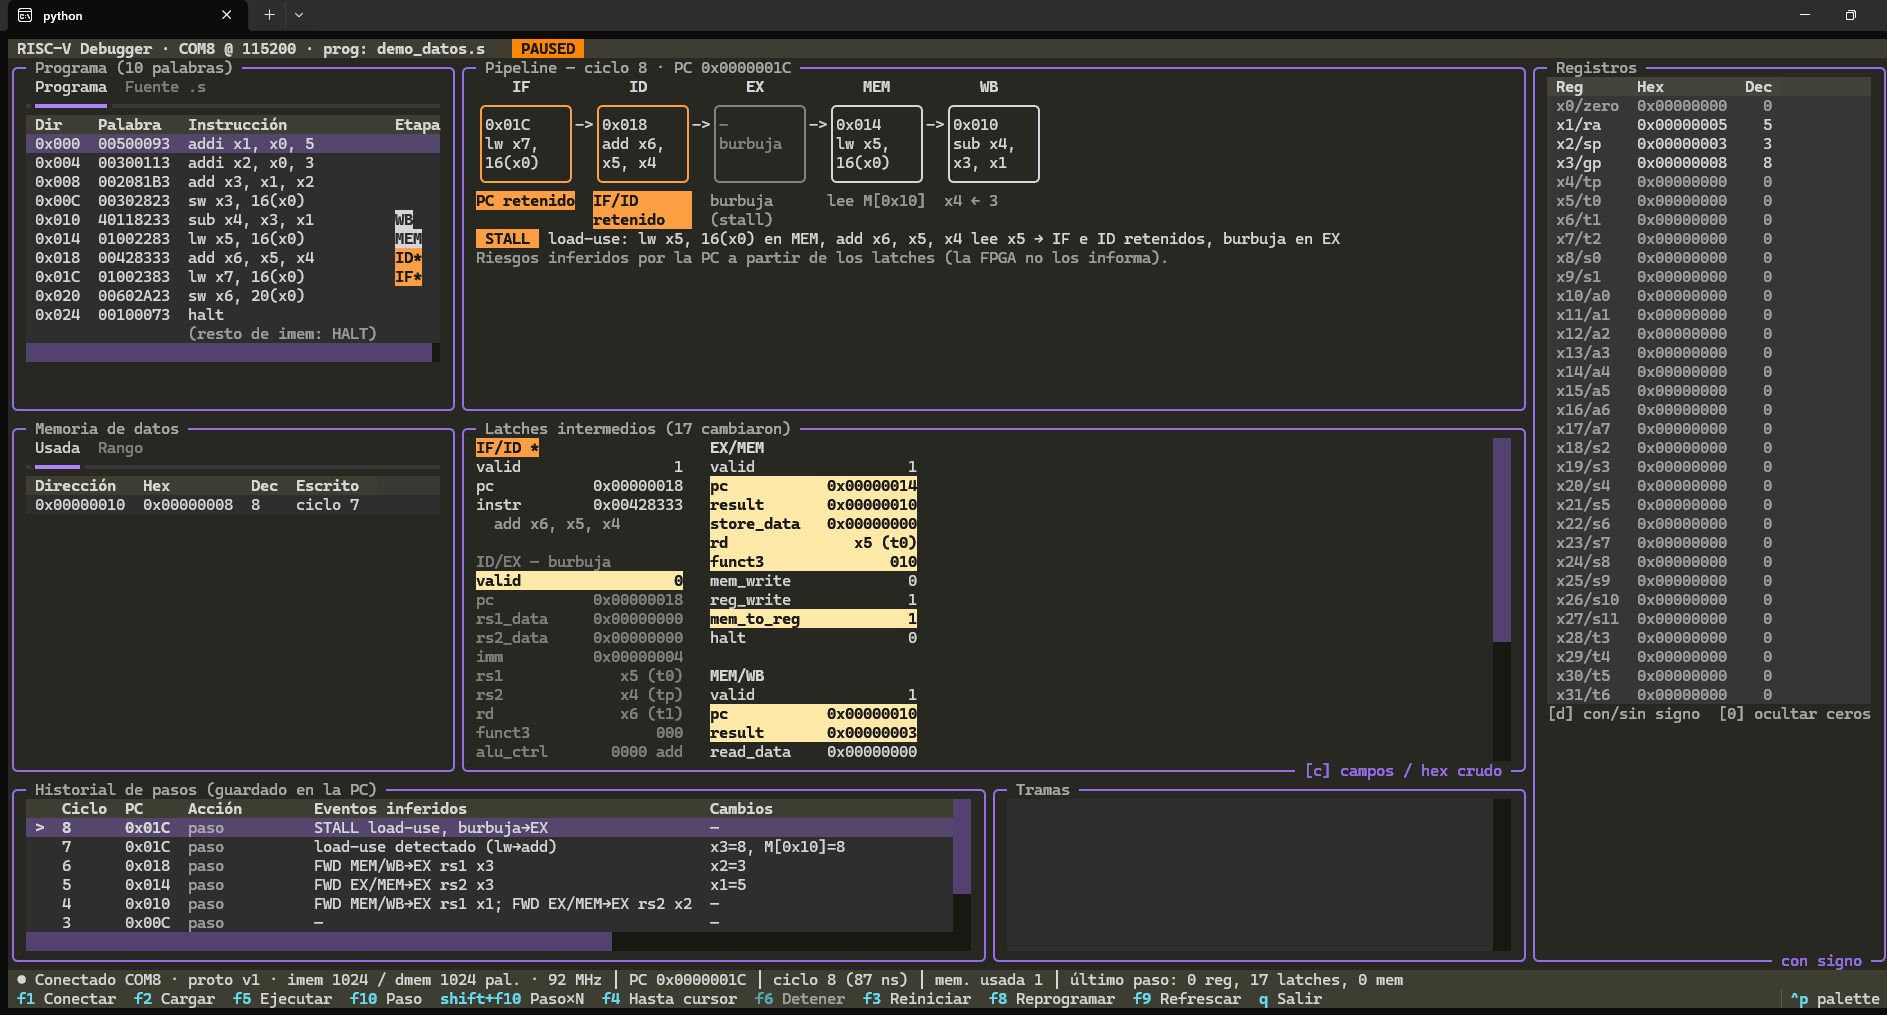 python
RISC-V Debugger · COM8 @ 115200 · prog: demo_datos.s PAUSED
Programa (10 palabras)
Programa Fuente .s
Dir Palabra Instrucción Etapa
0x000 00500093 addi x1, x0, 5
0x004 00300113 addi x2, x0, 3
0x008 002081B3 add x3, x1, x2
0x00C 00302823 sw x3, 16(x0)
0x010 40118233 sub x4, x3, x1 WB
0x014 01002283 lw x5, 16(x0) MEM
0x018 00428333 add x6, x5, x4 ID*
0x01C 01002383 lw x7, 16(x0) IF*
0x020 00602A23 sw x6, 20(x0)
0x024 00100073 halt
(resto de imem: HALT)
Pipeline — ciclo 8 · PC 0x0000001C
IF ID EX MEM WB
0x01C -> 0x018 -> — -> 0x014 -> 0x010
lw x7, add x6, burbuja lw x5, sub x4,
16(x0) x5, x4 16(x0) x3, x1
PC retenido IF/ID burbuja lee M[0x10] x4 ← 3
retenido (stall)
STALL load-use: lw x5, 16(x0) en MEM, add x6, x5, x4 lee x5 → IF e ID retenidos, burbuja en EX
Riesgos inferidos por la PC a partir de los latches (la FPGA no los informa).
Registros
Reg Hex Dec
x0/zero 0x00000000 0
x1/ra 0x00000005 5
x2/sp 0x00000003 3
x3/gp 0x00000008 8
x4/tp 0x00000000 0
x5/t0 0x00000000 0
x6/t1 0x00000000 0
x7/t2 0x00000000 0
x8/s0 0x00000000 0
x9/s1 0x00000000 0
x10/a0 0x00000000 0
x11/a1 0x00000000 0
x12/a2 0x00000000 0
x13/a3 0x00000000 0
x14/a4 0x00000000 0
x15/a5 0x00000000 0
x16/a6 0x00000000 0
x17/a7 0x00000000 0
x18/s2 0x00000000 0
x19/s3 0x00000000 0
x20/s4 0x00000000 0
x21/s5 0x00000000 0
x22/s6 0x00000000 0
x23/s7 0x00000000 0
x24/s8 0x00000000 0
x25/s9 0x00000000 0
x26/s10 0x00000000 0
x27/s11 0x00000000 0
x28/t3 0x00000000 0
x29/t4 0x00000000 0
x30/t5 0x00000000 0
x31/t6 0x00000000 0
[d] con/sin signo [0] ocultar ceros
con signo
Memoria de datos
Usada Rango
Dirección Hex Dec Escrito
0x00000010 0x00000008 8 ciclo 7
Latches intermedios (17 cambiaron)
IF/ID *
valid 1
pc 0x00000018
instr 0x00428333
add x6, x5, x4
ID/EX — burbuja
valid 0
pc 0x00000018
rs1_data 0x00000000
rs2_data 0x00000000
imm 0x00000004
rs1 x5 (t0)
rs2 x4 (tp)
rd x6 (t1)
funct3 000
alu_ctrl 0000 add
EX/MEM
valid 1
pc 0x00000014
result 0x00000010
store_data 0x00000000
rd x5 (t0)
funct3 010
mem_write 0
reg_write 1
mem_to_reg 1
halt 0
MEM/WB
valid 1
pc 0x00000010
result 0x00000003
read_data 0x00000000
[c] campos / hex crudo
Historial de pasos (guardado en la PC)
Ciclo PC Acción Eventos inferidos Cambios
> 8 0x01C paso STALL load-use, burbuja→EX —
7 0x01C paso load-use detectado (lw→add) x3=8, M[0x10]=8
6 0x018 paso FWD MEM/WB→EX rs1 x3 x2=3
5 0x014 paso FWD EX/MEM→EX rs2 x3 x1=5
4 0x010 paso FWD MEM/WB→EX rs1 x1; FWD EX/MEM→EX rs2 x2 —
3 0x00C paso — —
Tramas
● Conectado COM8 · proto v1 · imem 1024 / dmem 1024 pal. · 92 MHz │ PC 0x0000001C │ ciclo 8 (87 ns) │ mem. usada 1 │ último paso: 0 reg, 17 latches, 0 mem
f1 Conectar f2 Cargar f5 Ejecutar f10 Paso shift+f10 Paso×N f4 Hasta cursor f6 Detener f3 Reiniciar f8 Reprogramar f9 Refrescar q Salir ^p palette